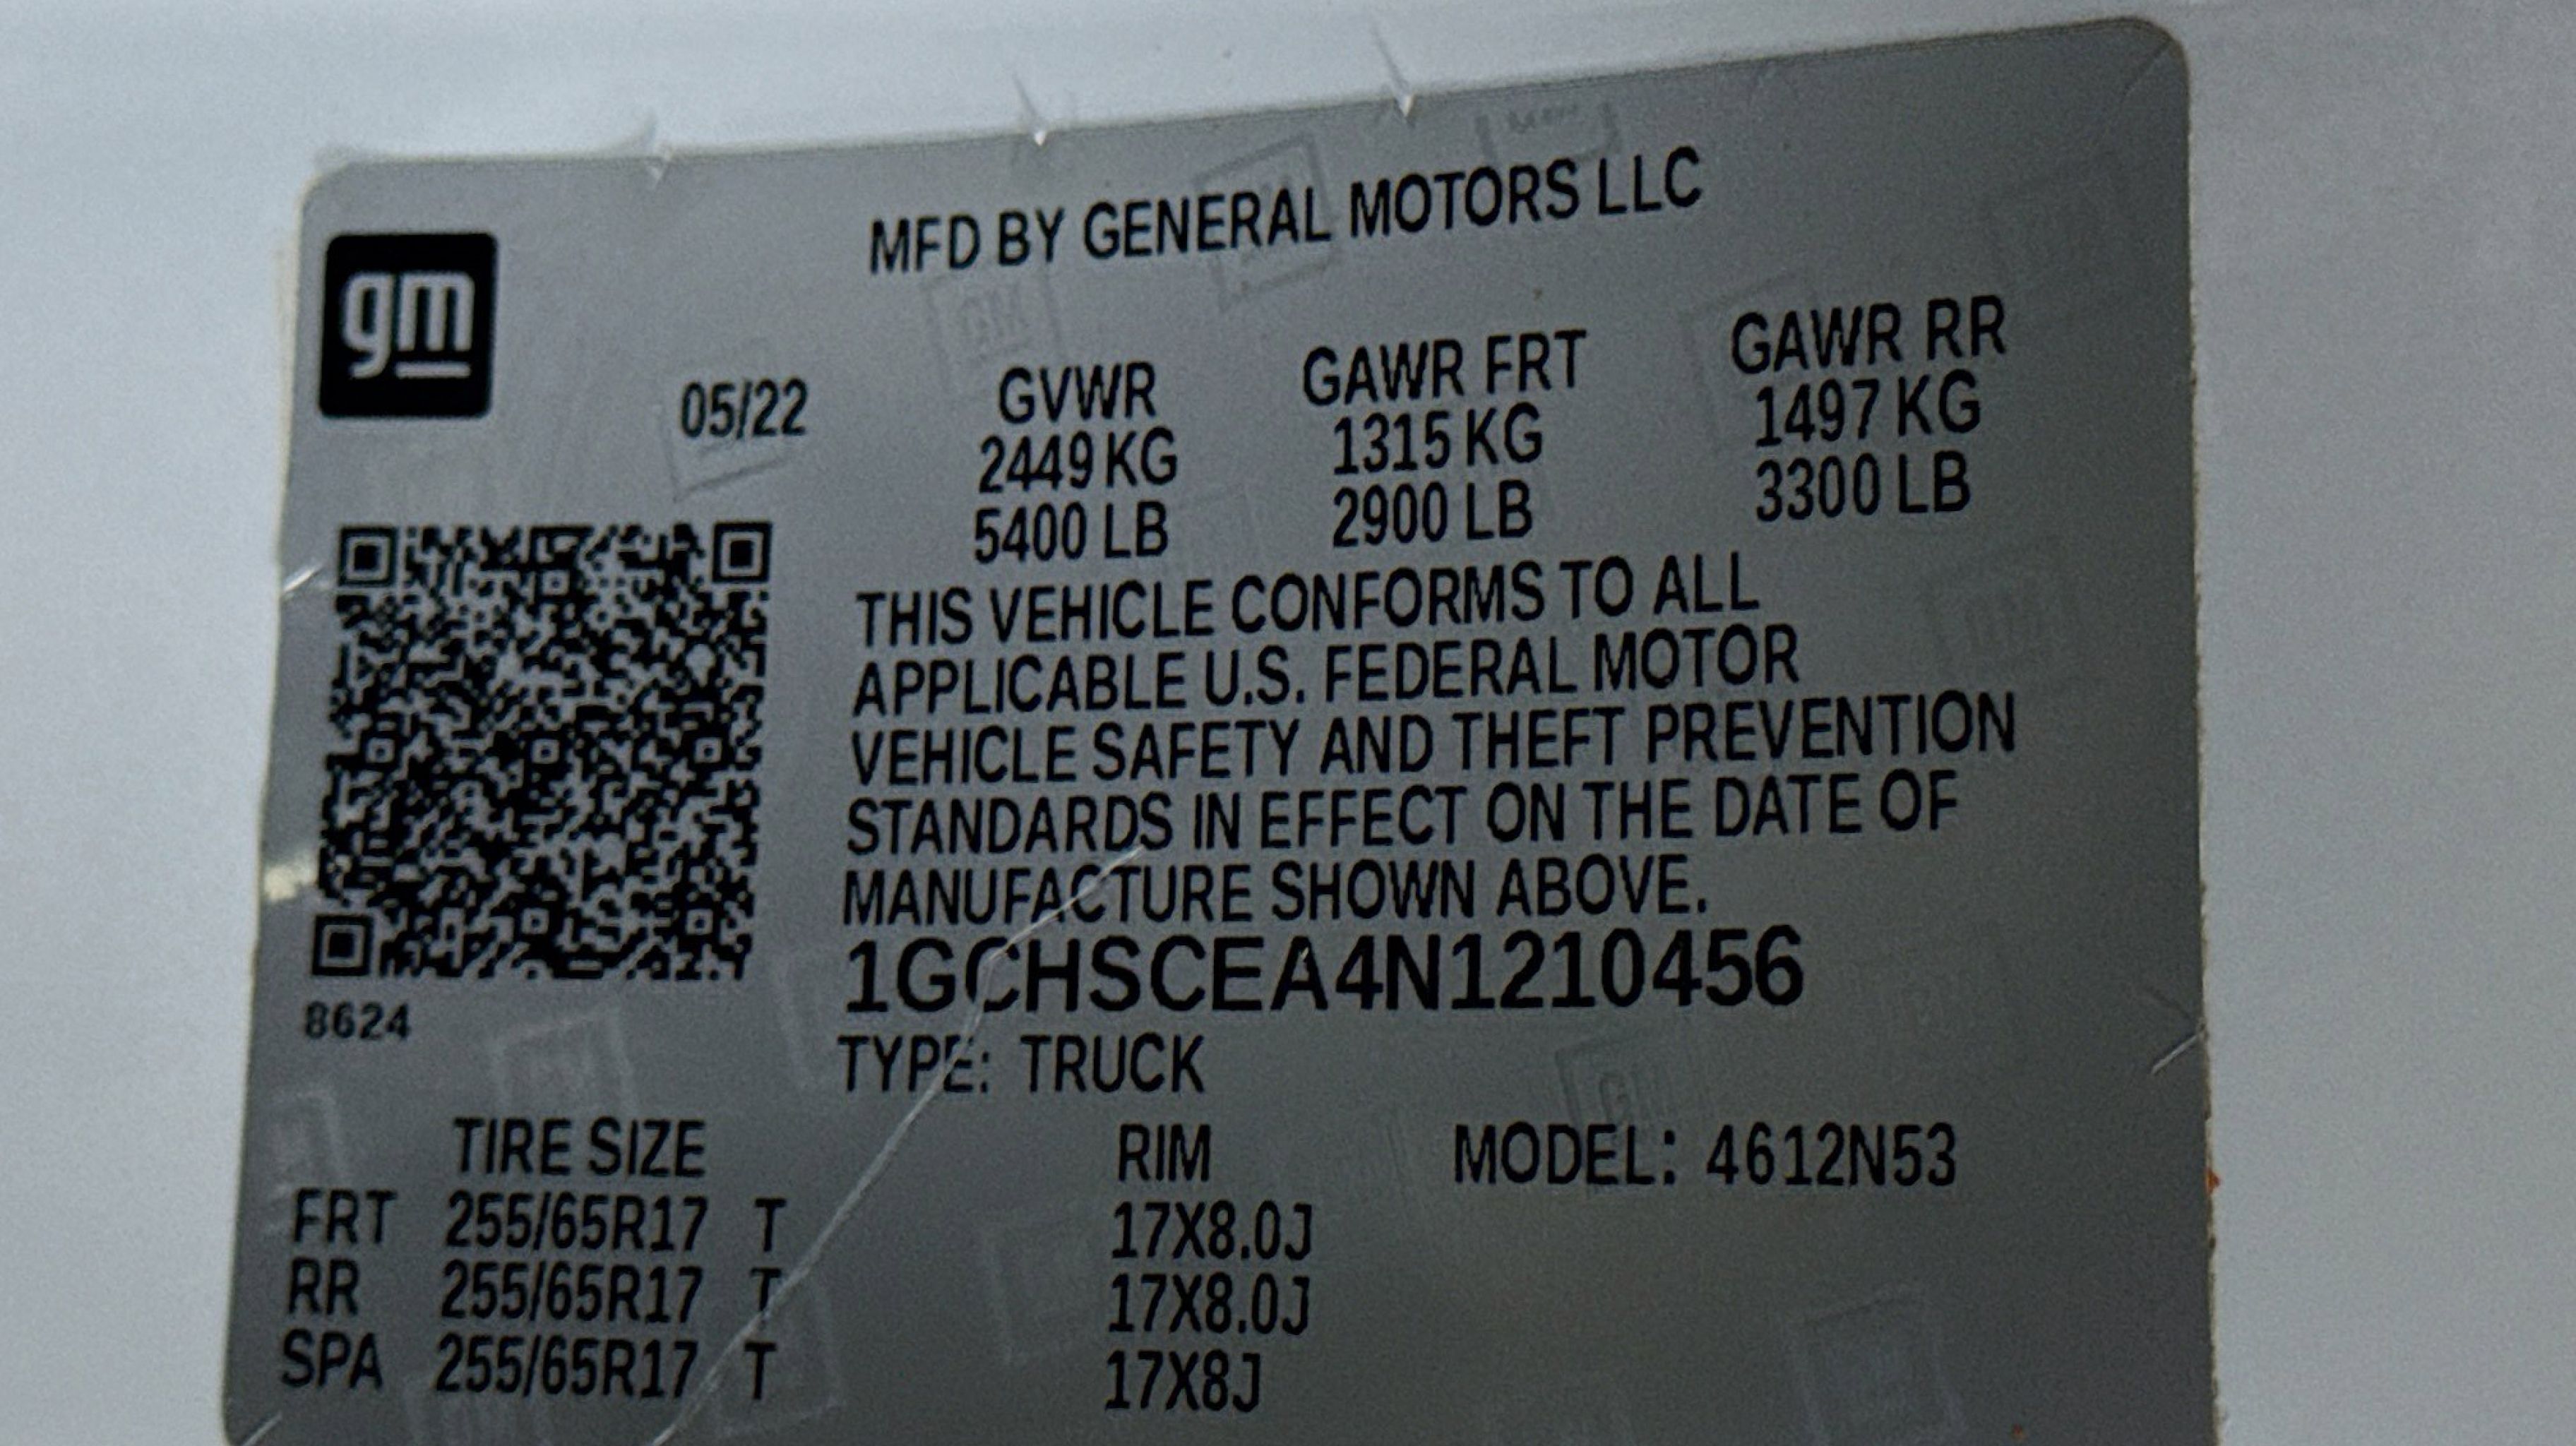 MFD BY GENERAL MOTORS LLC
gm
05/22 GVWR GAWR FRT GAWR RR
2449 KG 1315 KG 1497 KG
5400 LB 2900 LB 3300 LB
THIS VEHICLE CONFORMS TO ALL
APPLICABLE U.S. FEDERAL MOTOR
VEHICLE SAFETY AND THEFT PREVENTION
STANDARDS IN EFFECT ON THE DATE OF
MANUFACTURE SHOWN ABOVE.
1GCHSCEA4N1210456
8624
TYPE: TRUCK
TIRE SIZE RIM MODEL: 4612N53
FRT 255/65R17 T 17X8.0J
RR 255/65R17 T 17X8.0J
SPA 255/65R17 T 17X8J